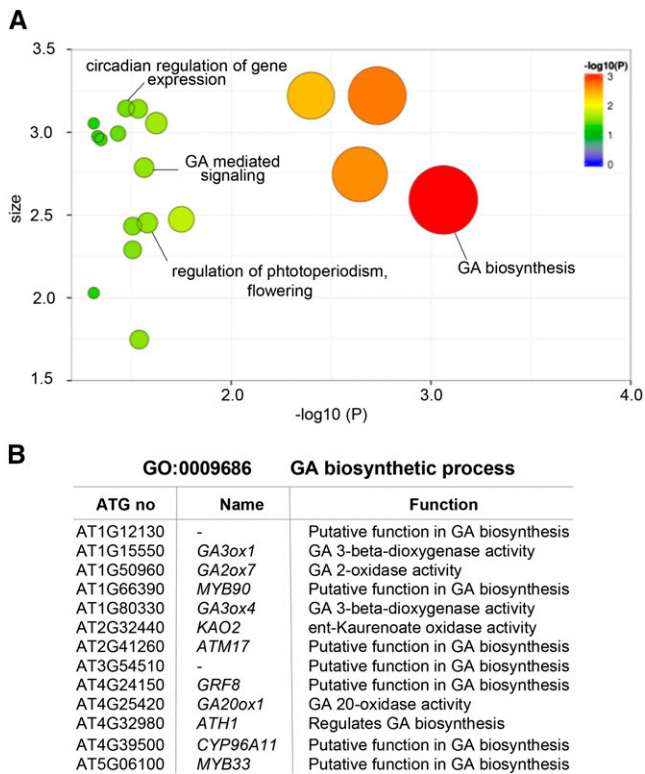 A
3.5
3.0
2.5
2.0
1.5
size
circadian regulation of gene
expression
GA mediated
signaling
regulation of phtotoperiodism,
flowering
GA biosynthesis
-log10(P)
3
2
1
0
2.0 3.0 4.0
-log10 (P)
B
GO:0009686 GA biosynthetic process
ATG no Name Function
AT1G12130 - Putative function in GA biosynthesis
AT1G15550 GA3ox1 GA 3-beta-dioxygenase activity
AT1G50960 GA2ox7 GA 2-oxidase activity
AT1G66390 MYB90 Putative function in GA biosynthesis
AT1G80330 GA3ox4 GA 3-beta-dioxygenase activity
AT2G32440 KAO2 ent-Kaurenoate oxidase activity
AT2G41260 ATM17 Putative function in GA biosynthesis
AT3G54510 - Putative function in GA biosynthesis
AT4G24150 GRF8 Putative function in GA biosynthesis
AT4G25420 GA20ox1 GA 20-oxidase activity
AT4G32980 ATH1 Regulates GA biosynthesis
AT4G39500 CYP96A11 Putative function in GA biosynthesis
AT5G06100 MYB33 Putative function in GA biosynthesis